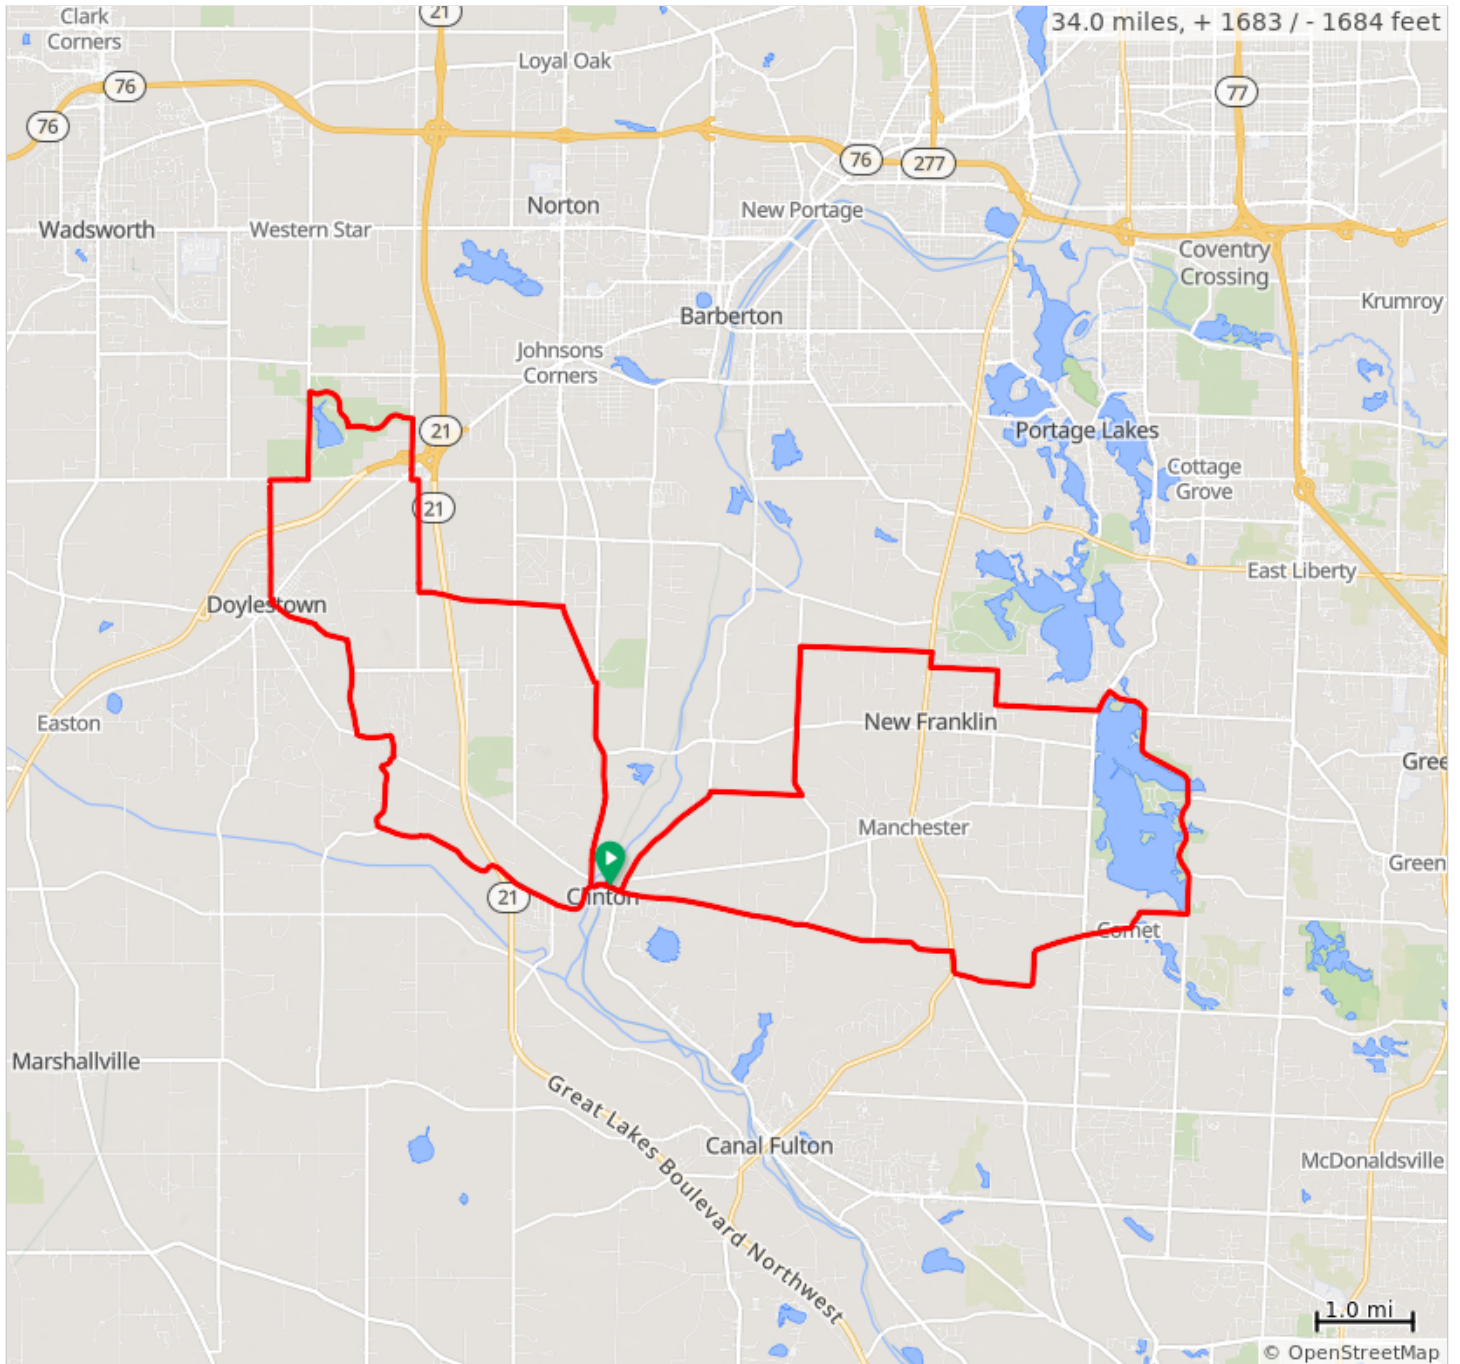 21
Clark
Corners
34.0 miles, + 1683 / - 1684 feet
Loyal Oak
76
77
76
76
277
Wadsworth
Western Star
Norton
New Portage
Coventry
Crossing
Krumroy
Barberton
Johnsons
Corners
21
Portage Lakes
Cottage
Grove
21
East Liberty
Doylestown
Easton
New Franklin
Gree
Manchester
Green
21
Clinton
Comet
Marshallville
Great Lakes Boulevard Northwest
Canal Fulton
McDonaldsville
1.0 mi
© OpenStreetMap